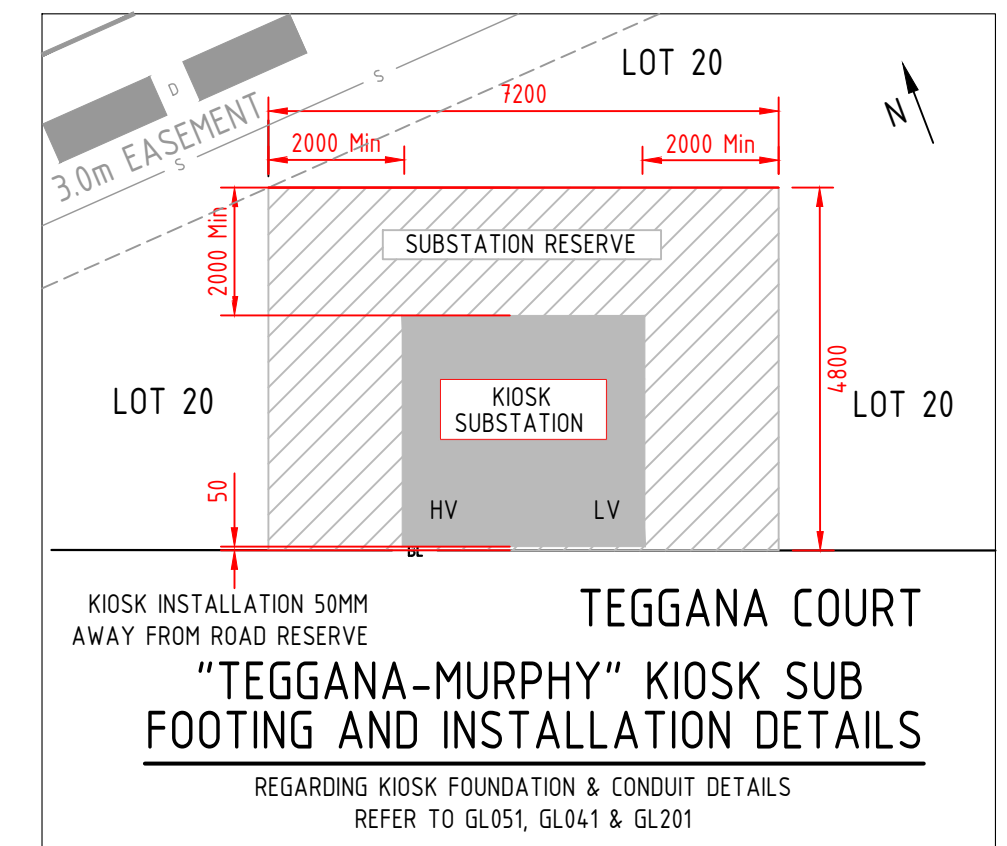 LOT 20
7200
N
D
S
3.0m EASEMENT
S
2000 Min
2000 Min
2000 Min
SUBSTATION RESERVE
LOT 20
KIOSK
SUBSTATION
4800
LOT 20
50
HV
LV
KIOSK INSTALLATION 50MM
AWAY FROM ROAD RESERVE
TEGGANA COURT
"TEGGANA-MURPHY" KIOSK SUB
FOOTING AND INSTALLATION DETAILS
REGARDING KIOSK FOUNDATION & CONDUIT DETAILS
REFER TO GL051, GL041 & GL201